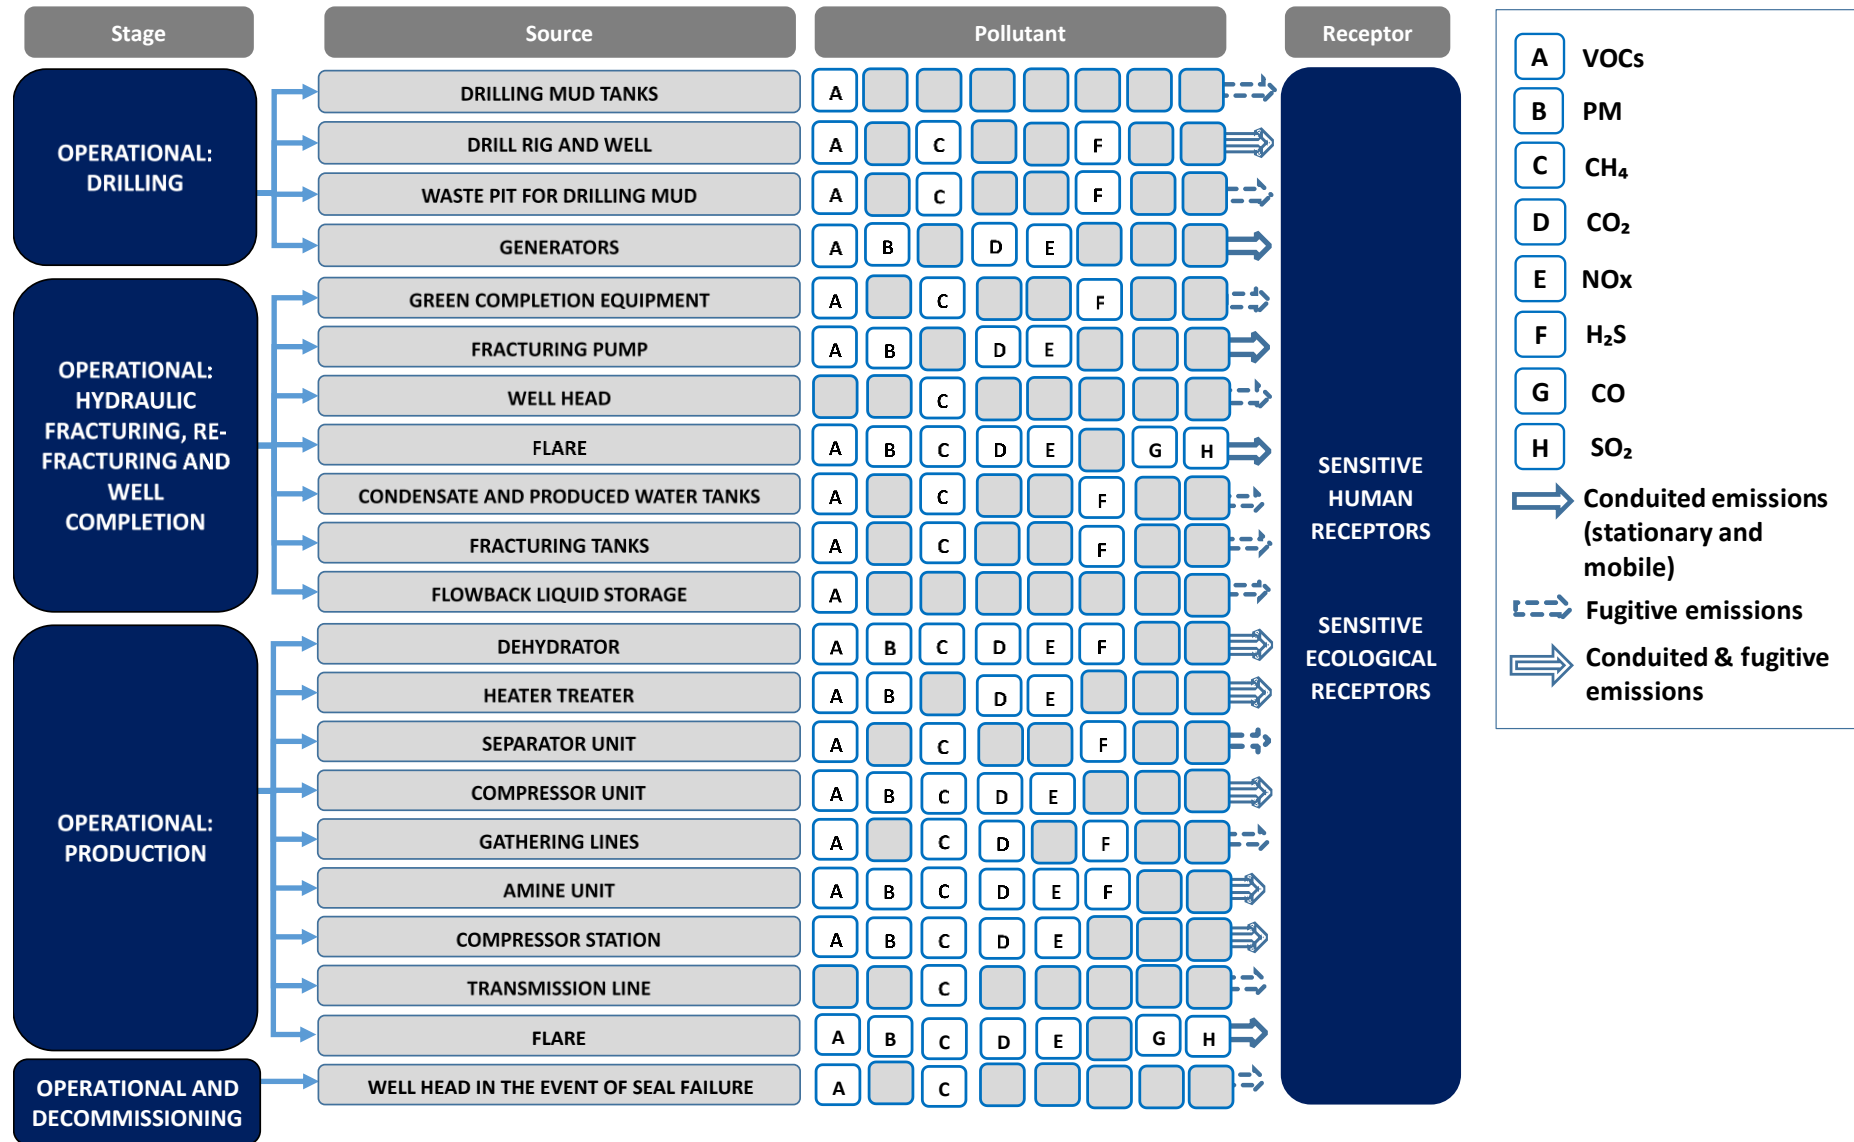 Stage
Source
Pollutant
Receptor
OPERATIONAL:
DRILLING
DRILLING MUD TANKS
A
DRILL RIG AND WELL
A C F
WASTE PIT FOR DRILLING MUD
A C F
GENERATORS
A B D E
OPERATIONAL:
HYDRAULIC
FRACTURING, RE-
FRACTURING AND
WELL
COMPLETION
GREEN COMPLETION EQUIPMENT
A C F
FRACTURING PUMP
A B D E
WELL HEAD
C
FLARE
A B C D E G H
CONDENSATE AND PRODUCED WATER TANKS
A C F
FRACTURING TANKS
A C F
FLOWBACK LIQUID STORAGE
A
OPERATIONAL:
PRODUCTION
DEHYDRATOR
A B C D E F
HEATER TREATER
A B D E
SEPARATOR UNIT
A C F
COMPRESSOR UNIT
A B C D E
GATHERING LINES
A C D F
AMINE UNIT
A B C D E F
COMPRESSOR STATION
A B C D E
TRANSMISSION LINE
C
FLARE
A B C D E G H
OPERATIONAL AND
DECOMMISSIONING
WELL HEAD IN THE EVENT OF SEAL FAILURE
A C
SENSITIVE
HUMAN
RECEPTORS
SENSITIVE
ECOLOGICAL
RECEPTORS
A VOCs
B PM
C CH₄
D CO₂
E NOx
F H₂S
G CO
H SO₂
Conduited emissions
(stationary and
mobile)
Fugitive emissions
Conduited & fugitive
emissions